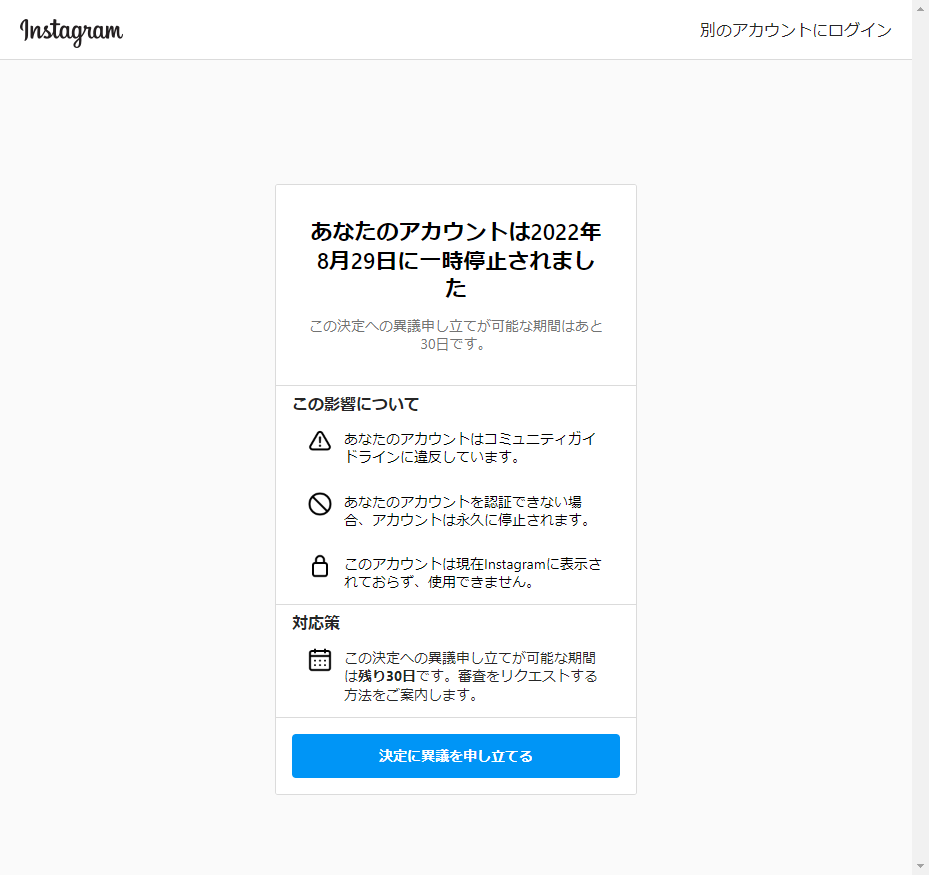 Instagram
別のアカウントにログイン
あなたのアカウントは2022年
8月29日に一時停止されまし
た
この決定への異議申し立てが可能な期間はあと
30日です。
この影響について
あなたのアカウントはコミュニティガイ
ドラインに違反しています。
あなたのアカウントを認証できない場
合、アカウントは永久に停止されます。
このアカウントは現在Instagramに表示さ
れておらず、使用できません。
対応策
この決定への異議申し立てが可能な期間
は残り30日です。審査をリクエストする
方法をご案内します。
決定に異議を申し立てる